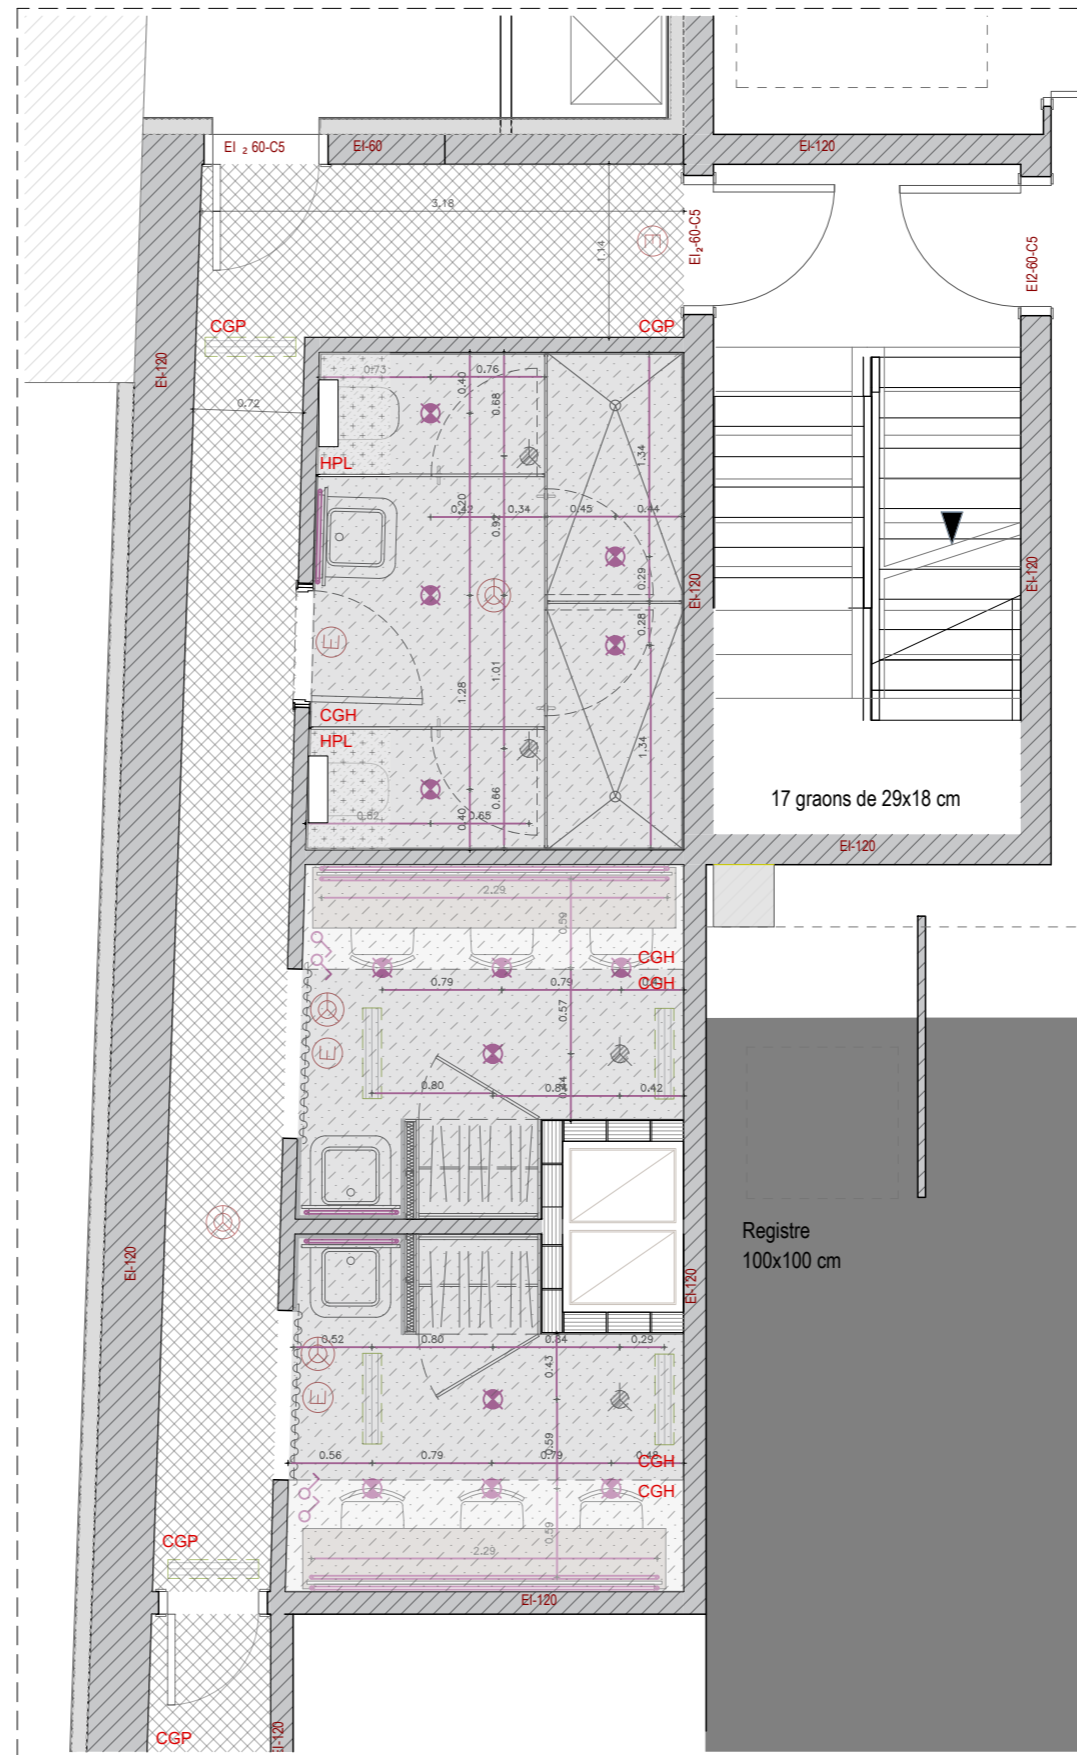 EI ₂ 60-C5
EI-60
EI-120
3.18
1.14
E
EI₂-60-C5
EI2-60-C5
CGP
CGP
EI-120
0.72
0.73
0.76
0.40
0.68
1.34
HPL
1.20
0.92
0.42
0.34
0.45
0.44
0.29
EI-120
EI-120
E
0.28
1.28
1.01
CGH
HPL
1.34
0.82
0.40
0.65
0.66
17 graons de 29x18 cm
EI-120
2.29
0.59
CGH
CGH
0.79
0.79
0.57
E
0.80
0.84
0.42
Registre
100x100 cm
EI-120
EI-120
0.52
0.80
0.84
0.29
0.43
E
0.56
0.79
0.79
0.48
0.59
CGH
CGH
0.59
2.29
CGP
EI-120
CGP
EI-120